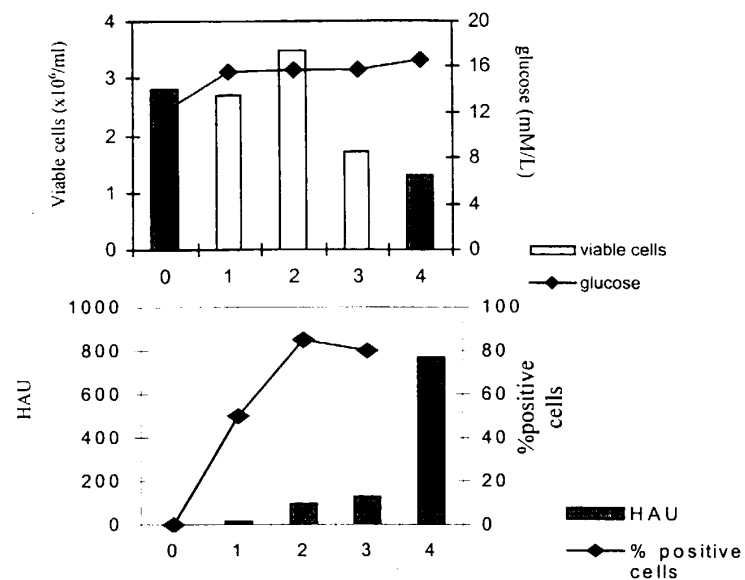 Viable cells (x10⁶/ml)
4
3
2
1
0
20
16
12
8
4
0
glucose (mM/L)
0 1 2 3 4
viable cells
glucose
HAU
1000
800
600
400
200
0
100
80
60
40
20
0
%positive
cells
0 1 2 3 4
HAU
% positive
cells